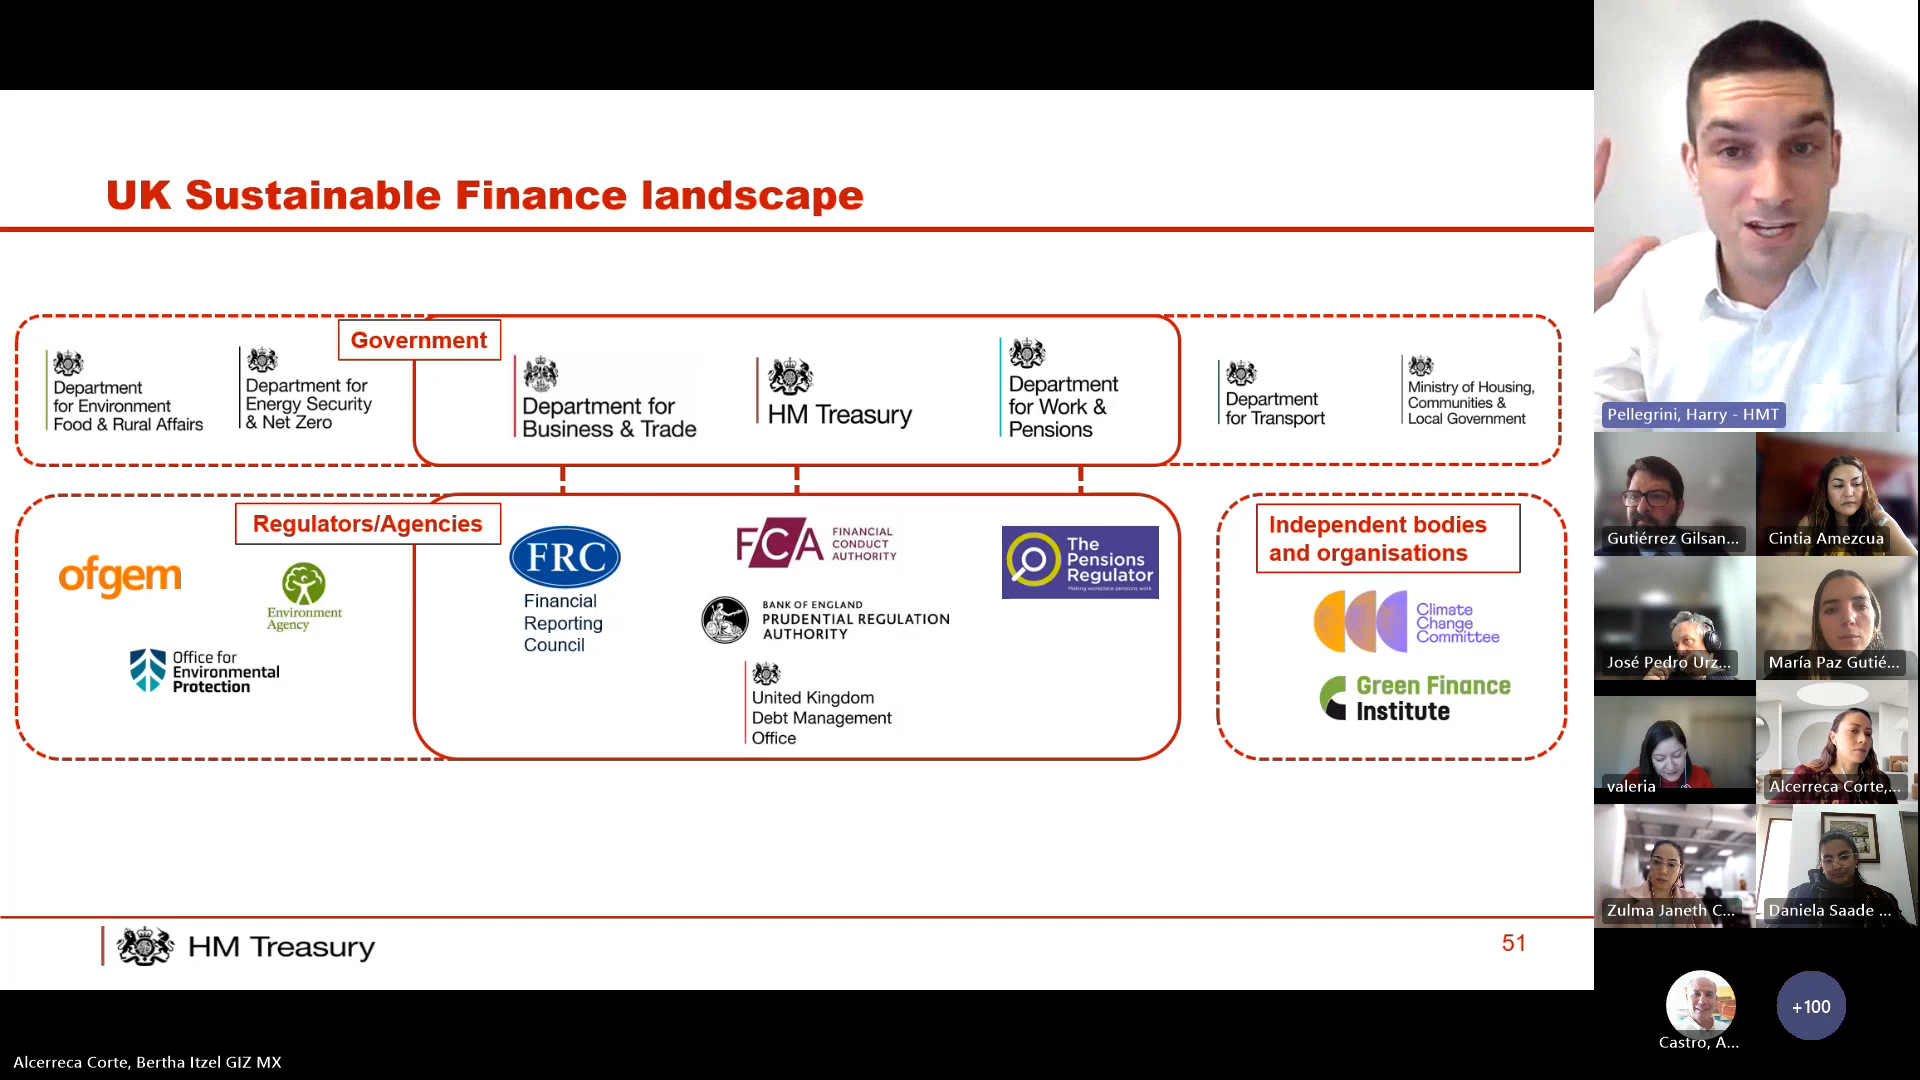 UK Sustainable Finance landscape
Government
Department
for Environment
Food & Rural Affairs
Department for
Energy Security
& Net Zero
Department for
Business & Trade
HM Treasury
Department
for Work &
Pensions
Department
for Transport
Ministry of Housing,
Communities &
Local Government
Regulators/Agencies
ofgem
Environment
Agency
Office for
Environmental
Protection
FRC
Financial
Reporting
Council
FCA
FINANCIAL
CONDUCT
AUTHORITY
BANK OF ENGLAND
PRUDENTIAL REGULATION
AUTHORITY
United Kingdom
Debt Management
Office
The
Pensions
Regulator
Making workplace pensions work
Independent bodies
and organisations
Climate
Change
Committee
Green Finance
Institute
HM Treasury
51
Alcerreca Corte, Bertha Itzel GIZ MX
Pellegrini, Harry - HMT
Gutiérrez Gilsan...
Cintia Amezcua
José Pedro Urz...
María Paz Gutié...
valeria
Alcerreca Corte,...
Zulma Janeth C...
Daniela Saade ...
Castro, A...
+100